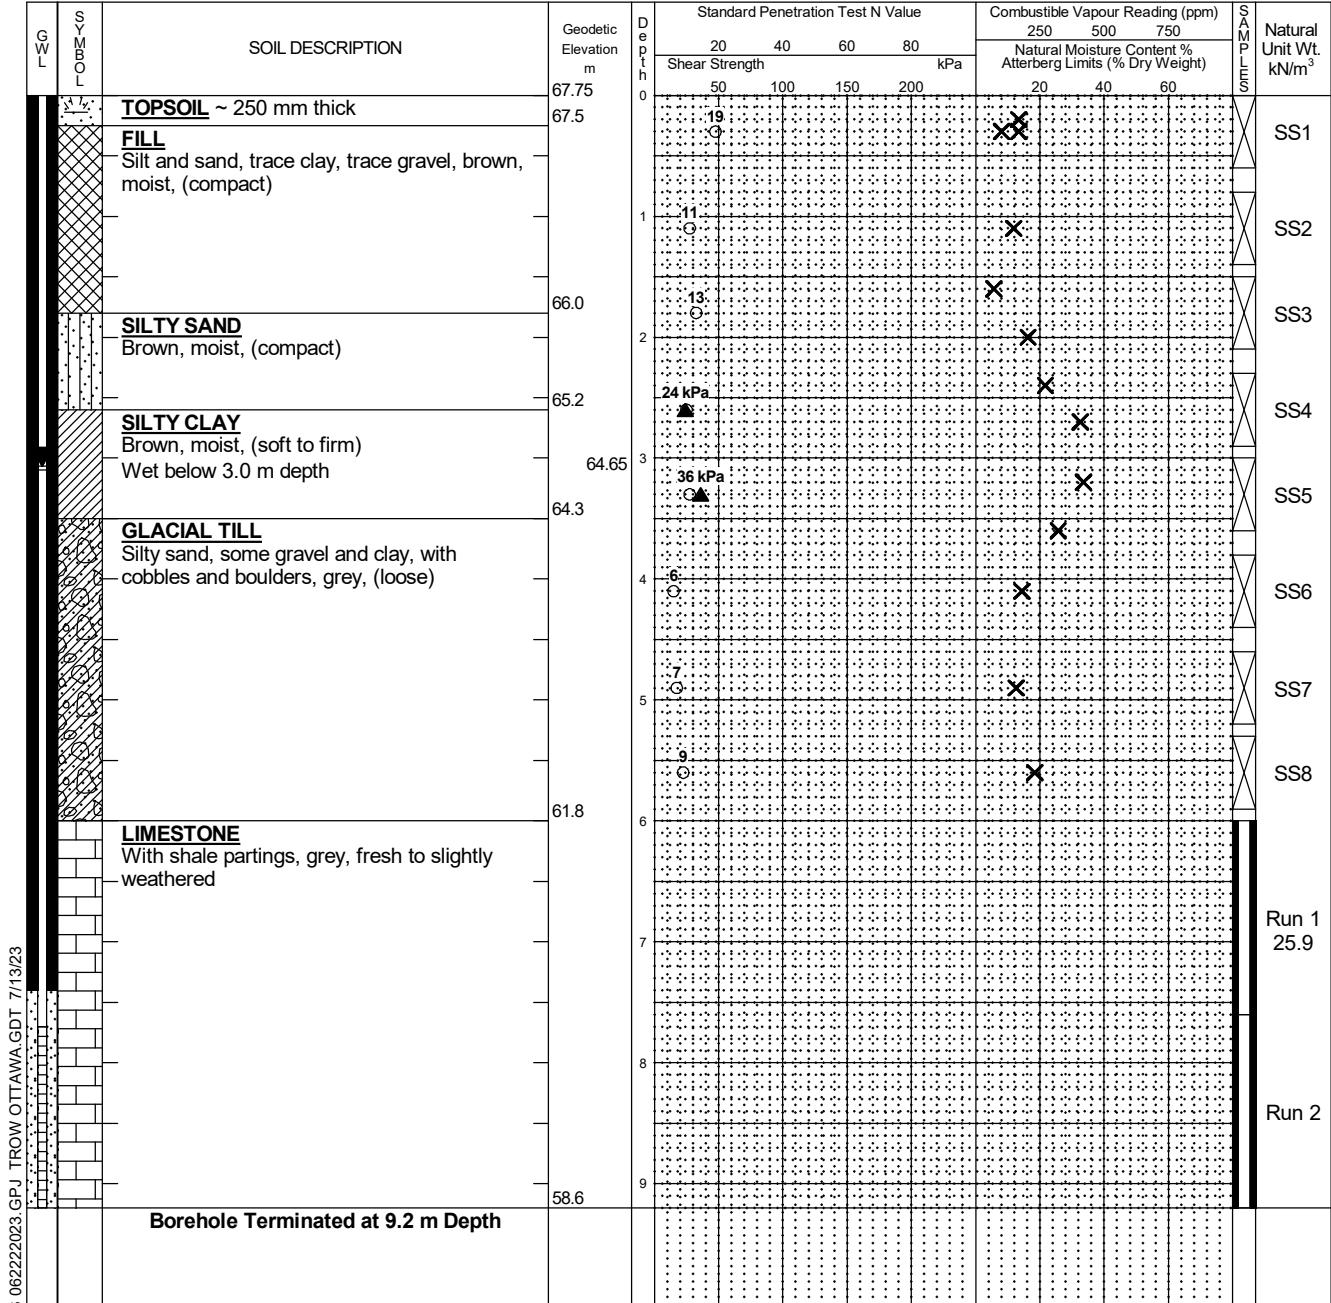 GWL
SYMBOL
SOIL DESCRIPTION
Geodetic
Elevation
m
Depth
Standard Penetration Test N Value
20 40 60 80
Shear Strength kPa
50 100 150 200
Combustible Vapour Reading (ppm)
250 500 750
Natural Moisture Content %
Atterberg Limits (% Dry Weight)
20 40 60
SAMPLES
Natural
Unit Wt.
kN/m³
67.75
0
TOPSOIL ~ 250 mm thick
67.5
19
SS1
FILL
Silt and sand, trace clay, trace gravel, brown,
moist, (compact)
11
1
SS2
66.0
13
SS3
SILTY SAND
Brown, moist, (compact)
2
65.2
24 kPa
SS4
SILTY CLAY
Brown, moist, (soft to firm)
Wet below 3.0 m depth
64.65
3
36 kPa
SS5
64.3
GLACIAL TILL
Silty sand, some gravel and clay, with
cobbles and boulders, grey, (loose)
6
4
SS6
7
5
SS7
9
SS8
61.8
6
LIMESTONE
With shale partings, grey, fresh to slightly
weathered
7
Run 1
25.9
8
Run 2
9
58.6
Borehole Terminated at 9.2 m Depth
062222023.GPJ TROW OTTAWA.GDT 7/13/23